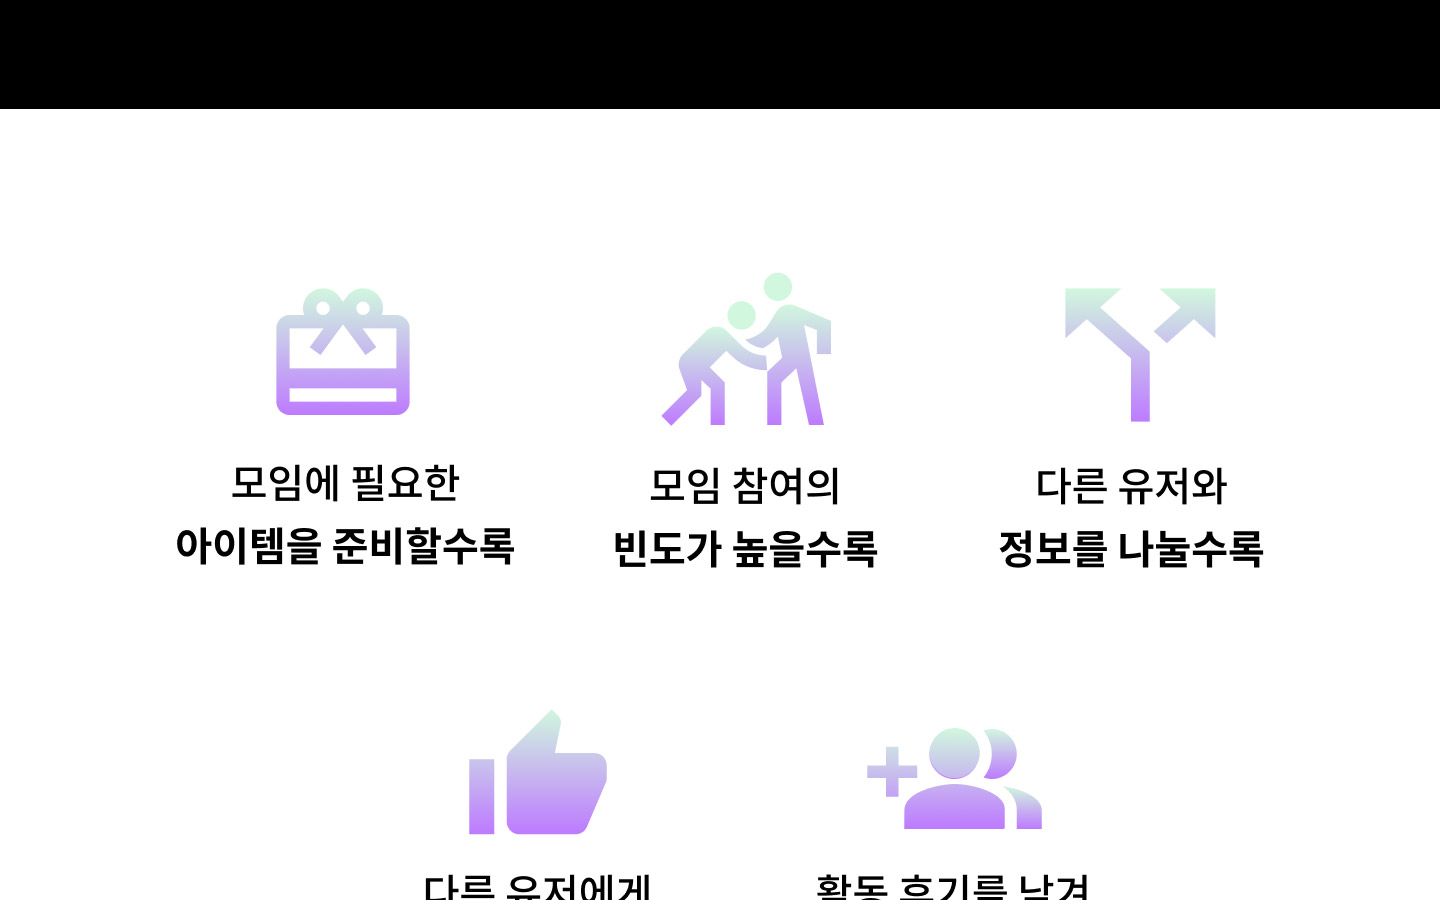 모임에 필요한
아이템을 준비할수록
모임 참여의
빈도가 높을수록
다른 유저와
정보를 나눌수록
다른 유저에게
활동 후기를 남겨